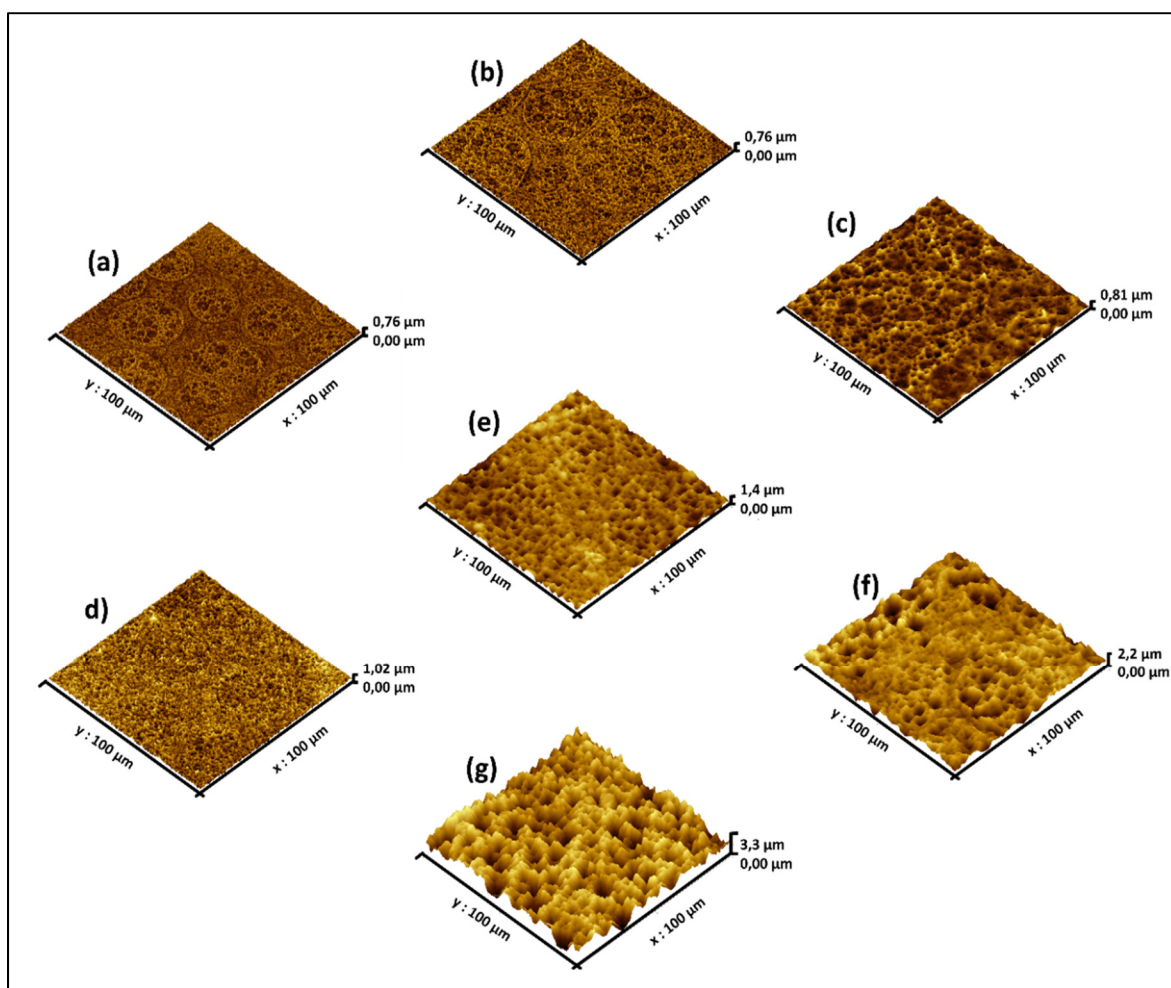 (b)
0,76 µm
0,00 µm
y : 100 µm
x : 100 µm
(a)
0,76 µm
0,00 µm
y : 100 µm
x : 100 µm
(c)
0,81 µm
0,00 µm
y : 100 µm
x : 100 µm
(e)
1,4 µm
0,00 µm
y : 100 µm
x : 100 µm
d)
1,02 µm
0,00 µm
y : 100 µm
x : 100 µm
(f)
2,2 µm
0,00 µm
y : 100 µm
x : 100 µm
(g)
3,3 µm
0,00 µm
y : 100 µm
x : 100 µm